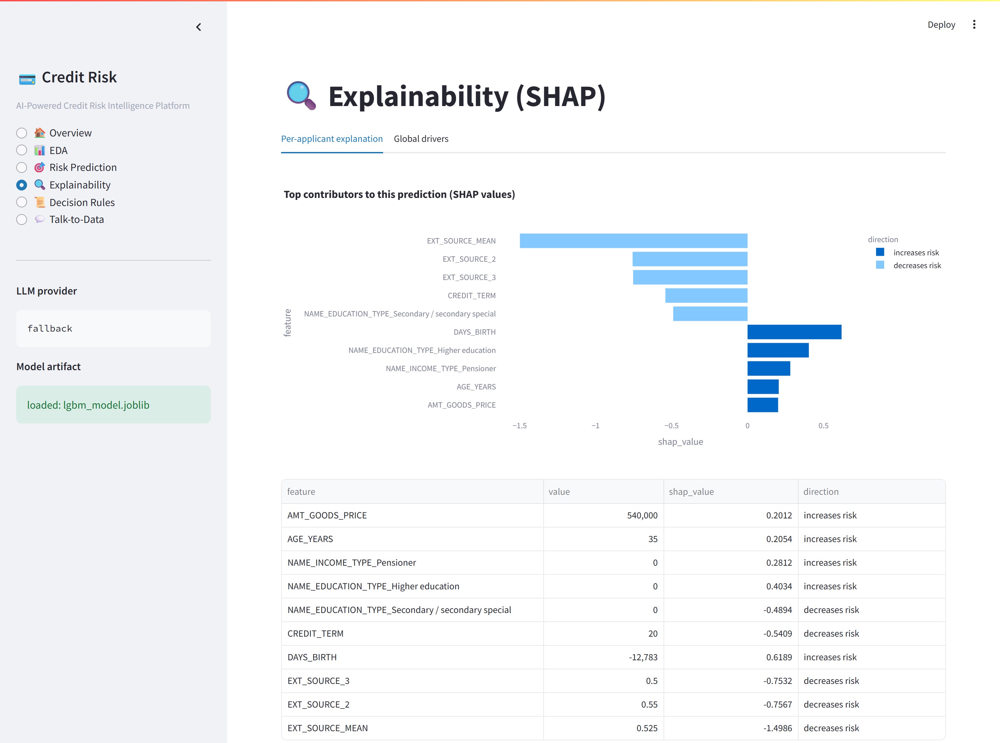 Deploy
Credit Risk
AI-Powered Credit Risk Intelligence Platform
Overview
EDA
Risk Prediction
Explainability
Decision Rules
Talk-to-Data
LLM provider
fallback
Model artifact
loaded: lgbm_model.joblib
Explainability (SHAP)
Per-applicant explanation Global drivers
Top contributors to this prediction (SHAP values)
feature
EXT_SOURCE_MEAN
EXT_SOURCE_2
EXT_SOURCE_3
CREDIT_TERM
NAME_EDUCATION_TYPE_Secondary / secondary special
DAYS_BIRTH
NAME_EDUCATION_TYPE_Higher education
NAME_INCOME_TYPE_Pensioner
AGE_YEARS
AMT_GOODS_PRICE
−1.5 −1 −0.5 0 0.5
shap_value
direction
increases risk
decreases risk
feature value shap_value direction
AMT_GOODS_PRICE 540,000 0.2012 increases risk
AGE_YEARS 35 0.2054 increases risk
NAME_INCOME_TYPE_Pensioner 0 0.2812 increases risk
NAME_EDUCATION_TYPE_Higher education 0 0.4034 increases risk
NAME_EDUCATION_TYPE_Secondary / secondary special 0 -0.4894 decreases risk
CREDIT_TERM 20 -0.5409 decreases risk
DAYS_BIRTH -12,783 0.6189 increases risk
EXT_SOURCE_3 0.5 -0.7532 decreases risk
EXT_SOURCE_2 0.55 -0.7567 decreases risk
EXT_SOURCE_MEAN 0.525 -1.4986 decreases risk